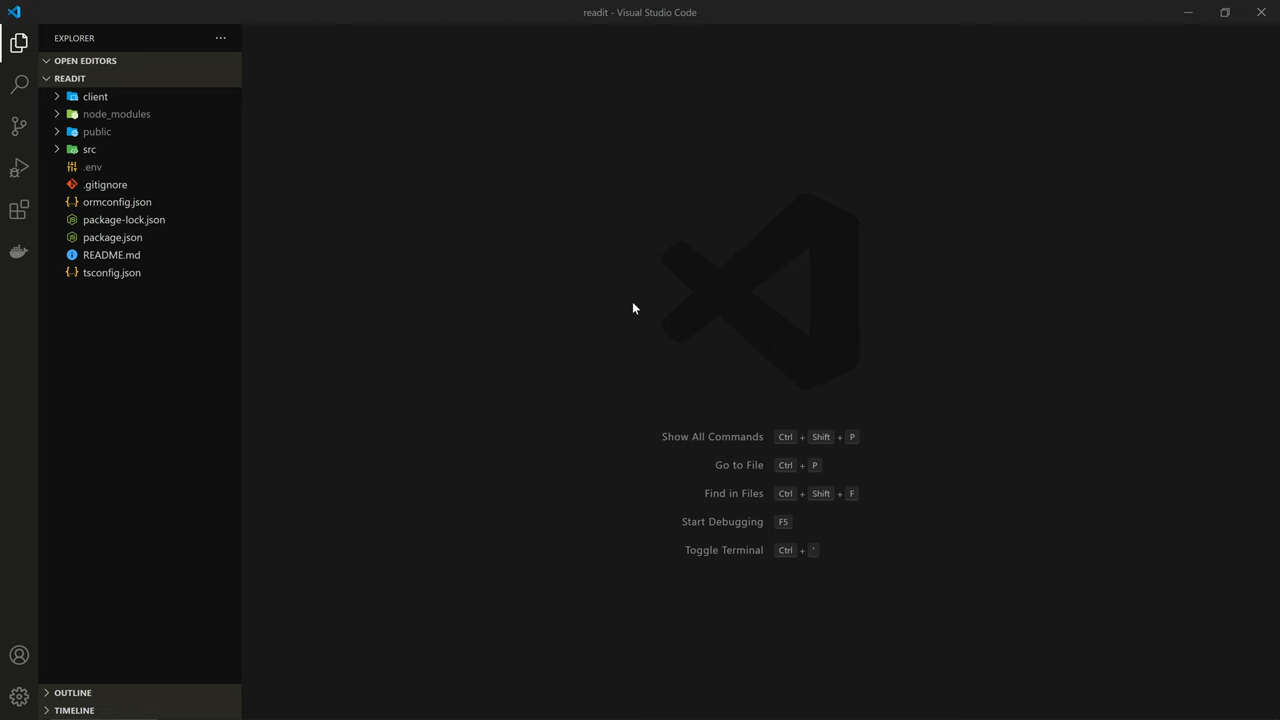 readit - Visual Studio Code
EXPLORER
OPEN EDITORS
READIT
client
node_modules
public
src
.env
.gitignore
ormconfig.json
package-lock.json
package.json
README.md
tsconfig.json
Show All Commands Ctrl + Shift + P
Go to File Ctrl + P
Find in Files Ctrl + Shift + F
Start Debugging F5
Toggle Terminal Ctrl + '
OUTLINE
TIMELINE